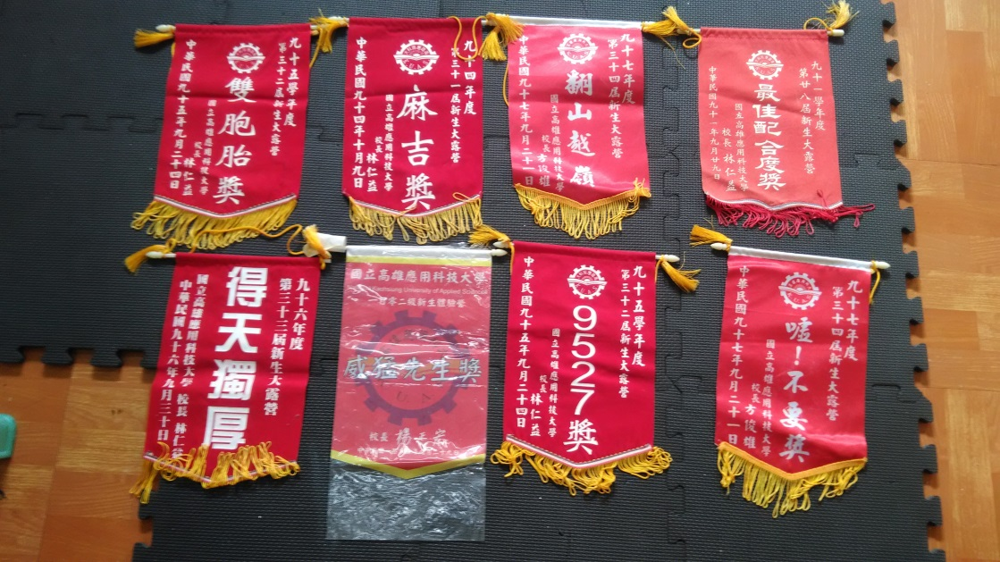 九十五學年度
第三十二屆新生大露營
雙胞胎獎
國立高雄應用科技大學
校長 林仁益
中華民國九十五年九月二十四日
九十四年度
第三十一屆新生大露營
麻吉獎
國立高雄應用科技大學
校長 林仁益
中華民國九十四年十月九日
九十七年度
第三十四屆新生大露營
翻山越嶺
國立高雄應用科技大學
校長 方俊雄
中華民國九十七年九月二十一日
九十一學年度
第廿八屆新生大露營
最佳配合度獎
國立高雄應用科技大學
校長 林仁益
中華民國九十一年九月廿九日
九十六年度
第三十三屆新生大露營
得天獨厚
國立高雄應用科技大學 校長 林仁益
中華民國九十六年九月三十日
國立高雄應用科技大學
University of Applied Sciences
一百零二級新生體驗營
威猛先生獎
校長
九十五學年度
第三十二屆新生大露營
9527獎
國立高雄應用科技大學
校長 林仁益
中華民國九十五年九月二十四日
九十七年度
第三十四屆新生大露營
噓!不要獎
國立高雄應用科技大學
校長 方俊雄
中華民國九十七年九月二十一日